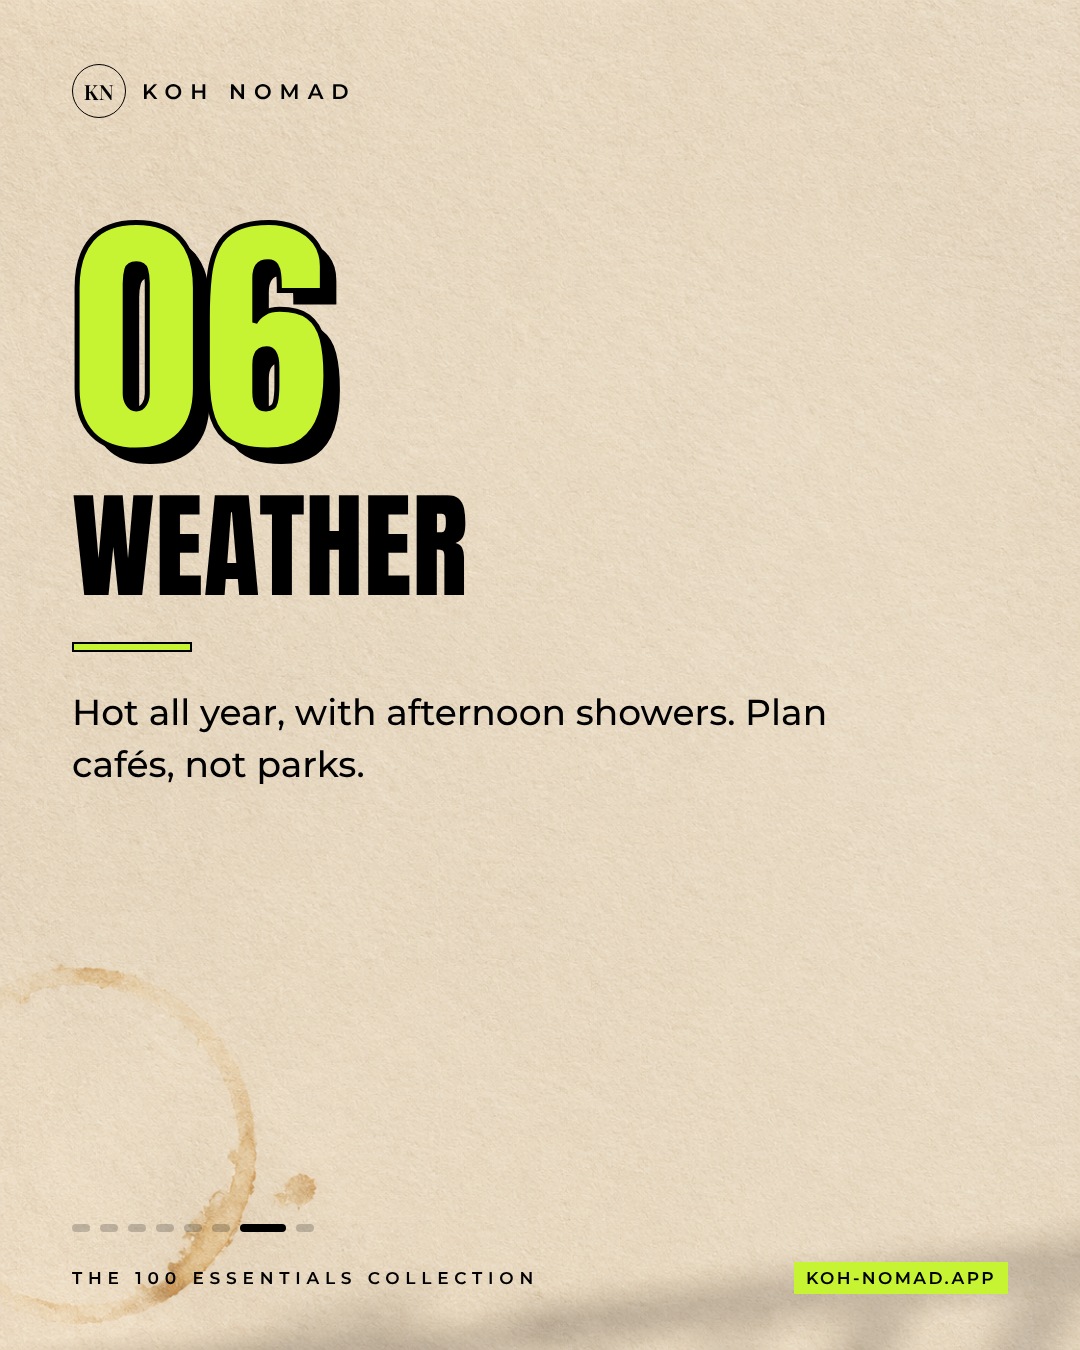 KN KOH NOMAD
06
WEATHER
Hot all year, with afternoon showers. Plan
cafés, not parks.
THE 100 ESSENTIALS COLLECTION
KOH-NOMAD.APP